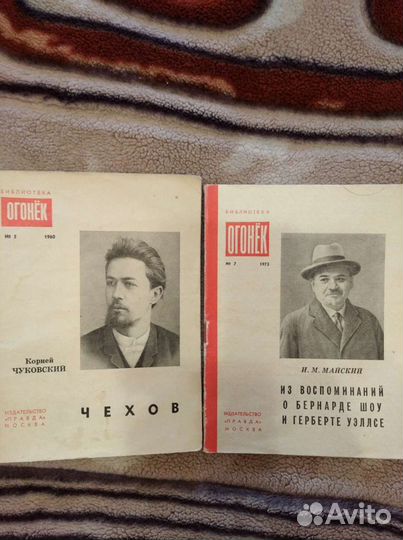 БИБЛИОТЕКА
ОГОНЁК
№ 5 1960
Корней
ЧУКОВСКИЙ
ЧЕХОВ
ИЗДАТЕЛЬСТВО
«ПРАВДА»
МОСКВА
БИБЛИОТЕКА
ОГОНЁК
№ 7 1973
И. М. МАЙСКИЙ
ИЗ ВОСПОМИНАНИЙ
О БЕРНАРДЕ ШОУ
И ГЕРБЕРТЕ УЭЛЛСЕ
ИЗДАТЕЛЬСТВО
«ПРАВДА»
МОСКВА
Avito